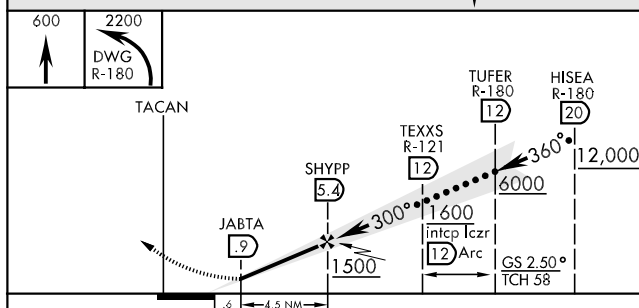 600
2200
DWG
R-180
TACAN
JABTA
.9
SHYPP
5.4
TEXXS
R-121
12
TUFER
R-180
12
HISEA
R-180
20
360°
12,000
6000
300°
1600
intcp lczr
12 Arc
1500
GS 2.50°
TCH 58
.6
4.5 NM